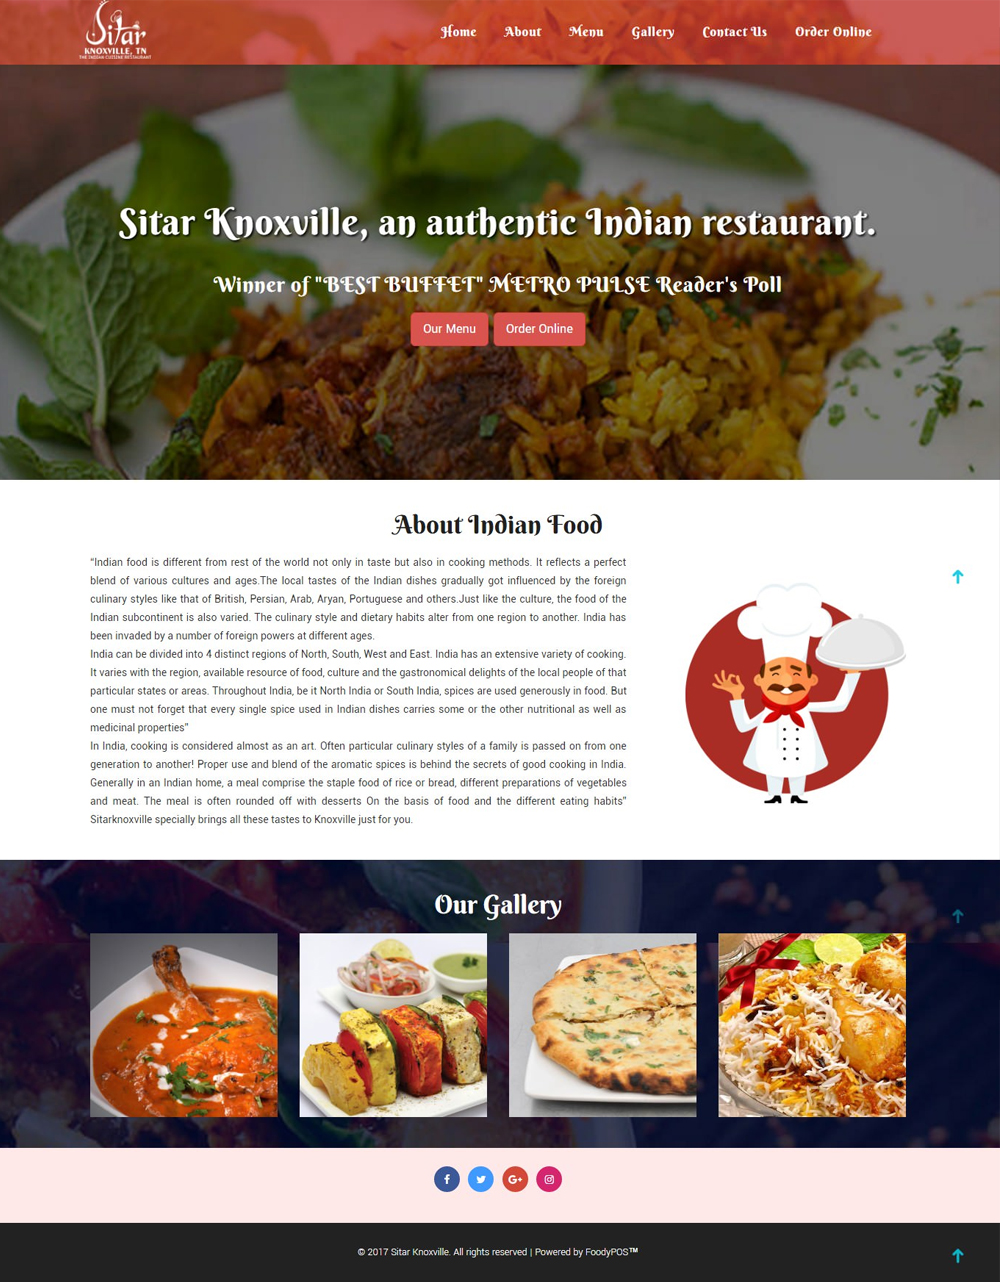 Sitar
KNOXVILLE, TN
THE INDIAN CUISINE RESTAURANT
Home About Menu Gallery Contact Us Order Online
Sitar Knoxville, an authentic Indian restaurant.
Winner of "BEST BUFFET" METRO PULSE Reader's Poll
Our Menu Order Online
About Indian Food
"Indian food is different from rest of the world not only in taste but also in cooking methods. It reflects a perfect
blend of various cultures and ages.The local tastes of the Indian dishes gradually got influenced by the foreign
culinary styles like that of British, Persian, Arab, Aryan, Portuguese and others.Just like the culture, the food of the
Indian subcontinent is also varied. The culinary style and dietary habits alter from one region to another. India has
been invaded by a number of foreign powers at different ages.
India can be divided into 4 distinct regions of North, South, West and East. India has an extensive variety of cooking.
It varies with the region, available resource of food, culture and the gastronomical delights of the local people of that
particular states or areas. Throughout India, be it North India or South India, spices are used generously in food. But
one must not forget that every single spice used in Indian dishes carries some or the other nutritional as well as
medicinal properties"
In India, cooking is considered almost as an art. Often particular culinary styles of a family is passed on from one
generation to another! Proper use and blend of the aromatic spices is behind the secrets of good cooking in India.
Generally in an Indian home, a meal comprise the staple food of rice or bread, different preparations of vegetables
and meat. The meal is often rounded off with desserts On the basis of food and the different eating habits"
Sitarknoxville specially brings all these tastes to Knoxville just for you.
Our Gallery
© 2017 Sitar Knoxville. All rights reserved | Powered by FoodyPOS™